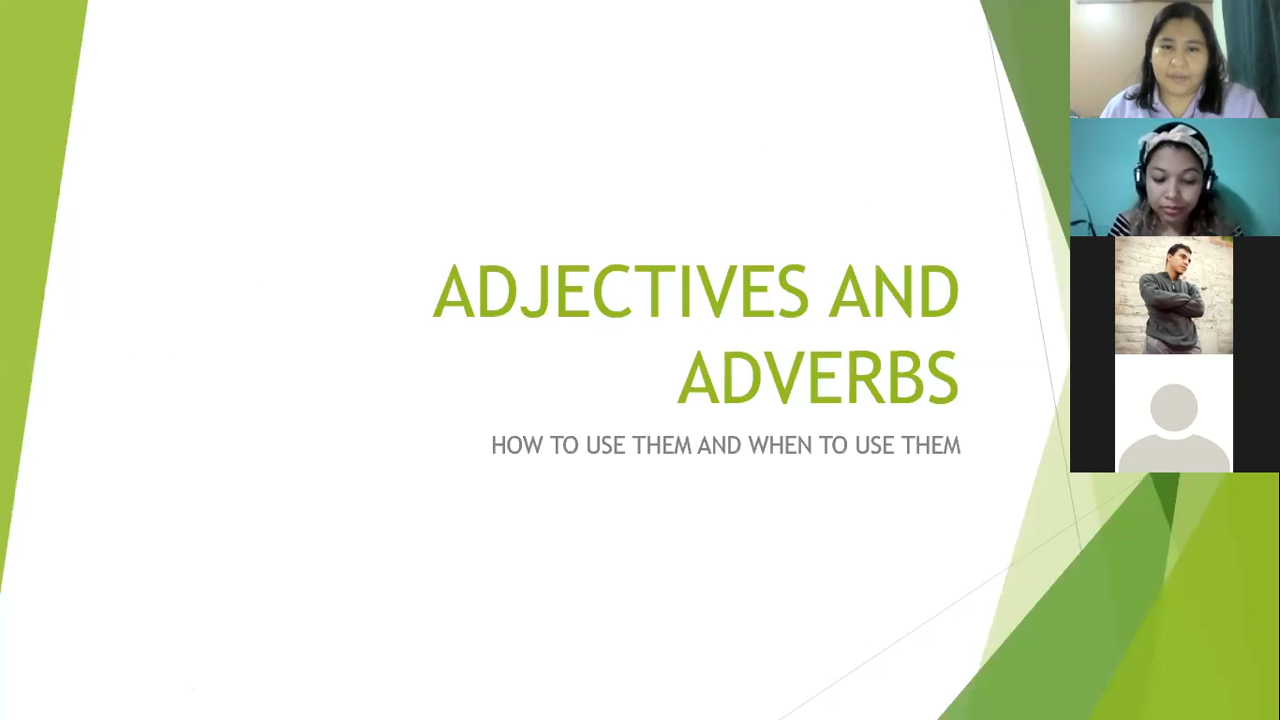 ADJECTIVES AND
ADVERBS
HOW TO USE THEM AND WHEN TO USE THEM